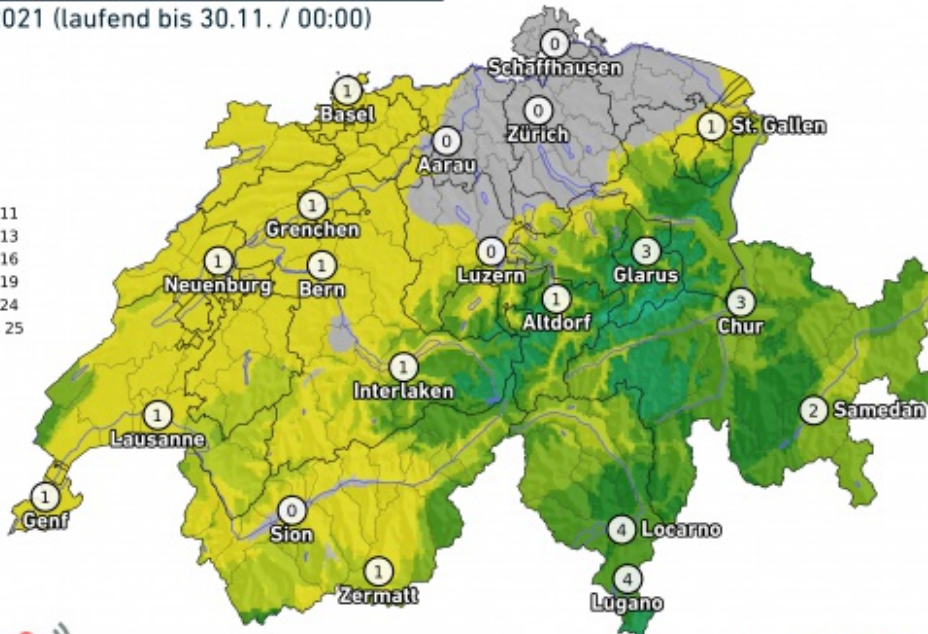 021 (laufend bis 30.11. / 00:00)
0
Schaffhausen
1
Basel
0
Zürich
1 St. Gallen
0
Aarau
11
13
16
19
24
25
1
Grenchen
1
Neuenburg
1
Bern
0
Luzern
3
Glarus
1
Altdorf
3
Chur
1
Interlaken
1
Lausanne
2 Samedan
1
Genf
0
Sion
4 Locarno
1
Zermatt
4
Lugano